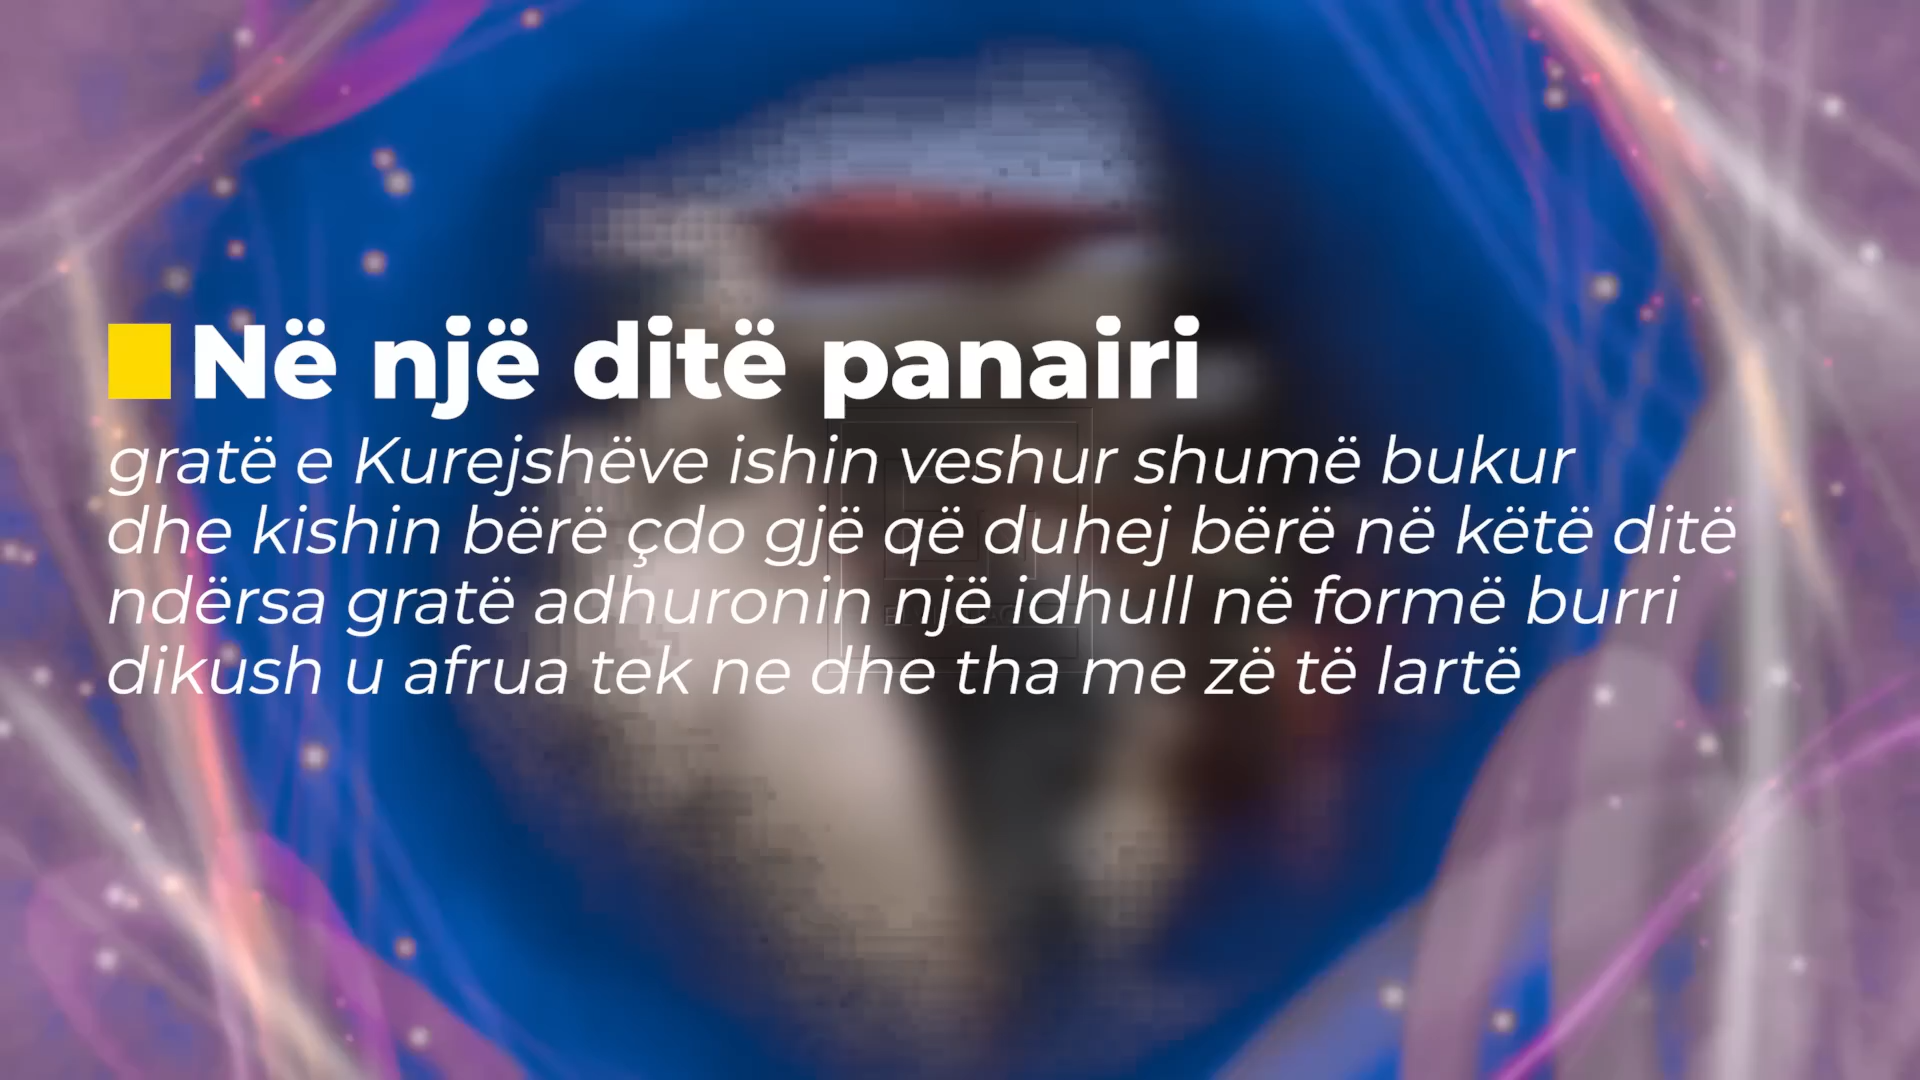 Në një ditë panairi
gratë e Kurejshëve ishin veshur shumë bukur
dhe kishin bërë çdo gjë që duhej bërë në këtë ditë
ndërsa gratë adhuronin një idhull në formë burri
dikush u afrua tek ne dhe tha me zë të lartë